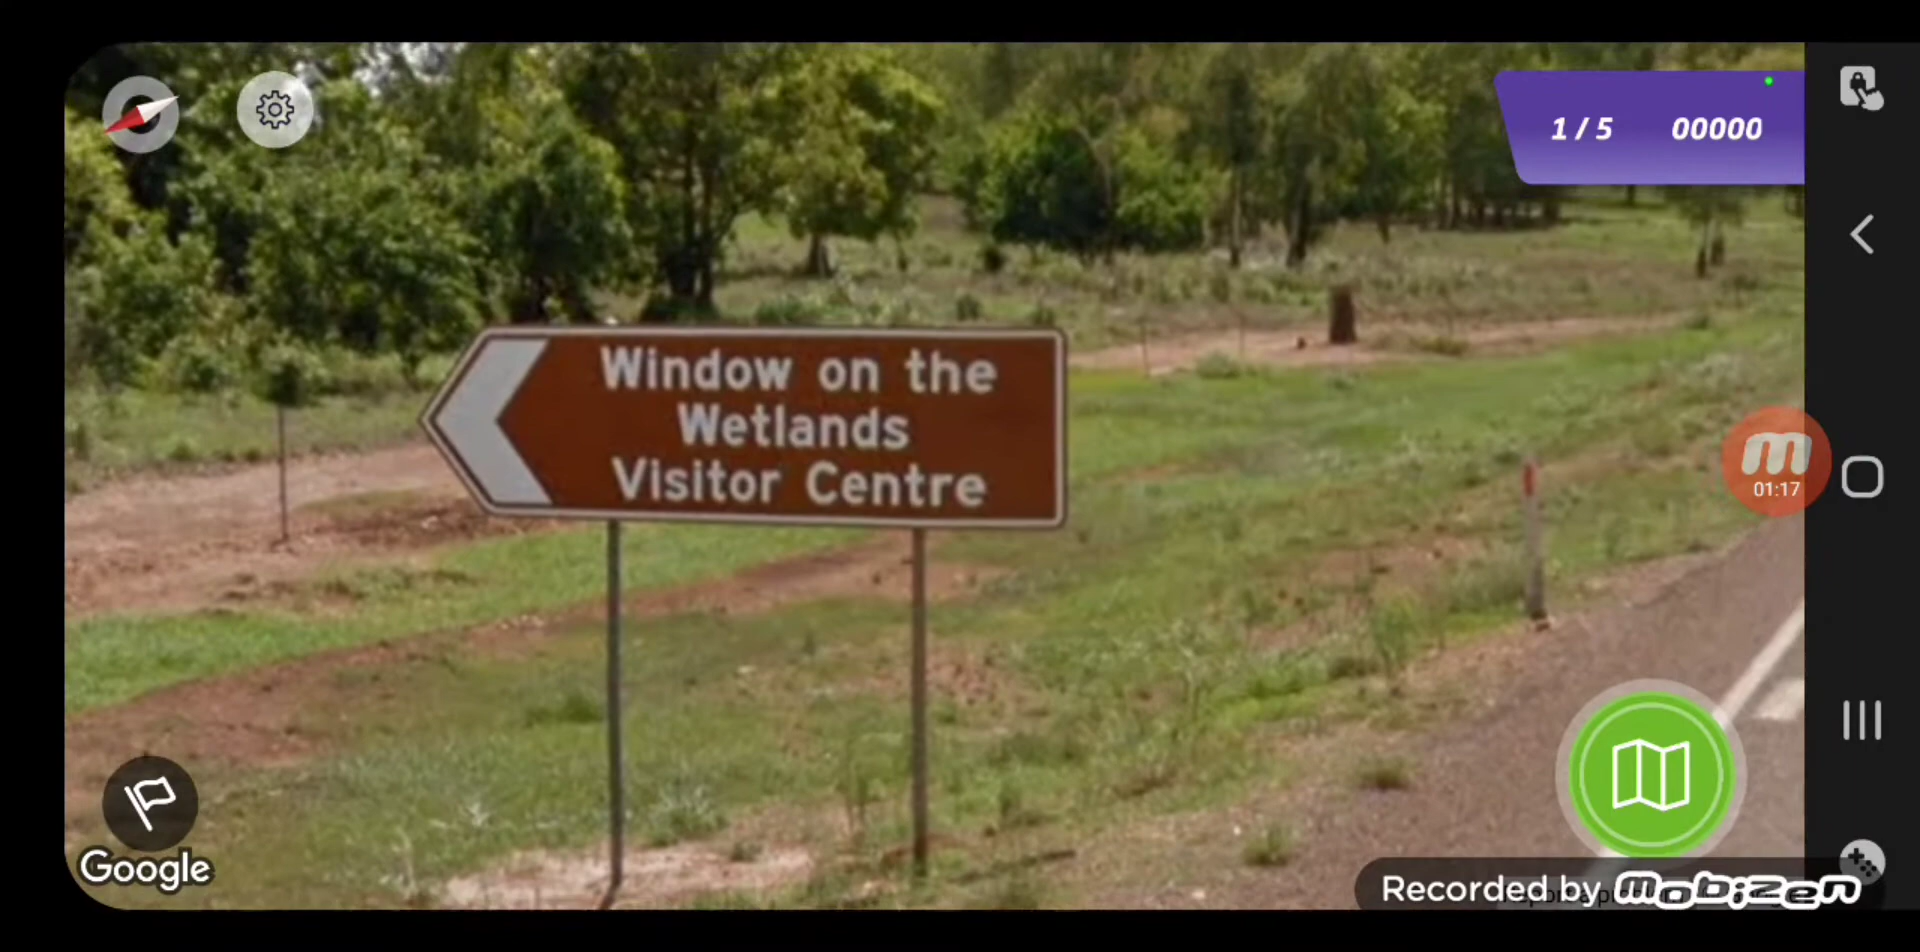 1 / 5 00000
Window on the
Wetlands
Visitor Centre
01:17
Google
Recorded by mobizen